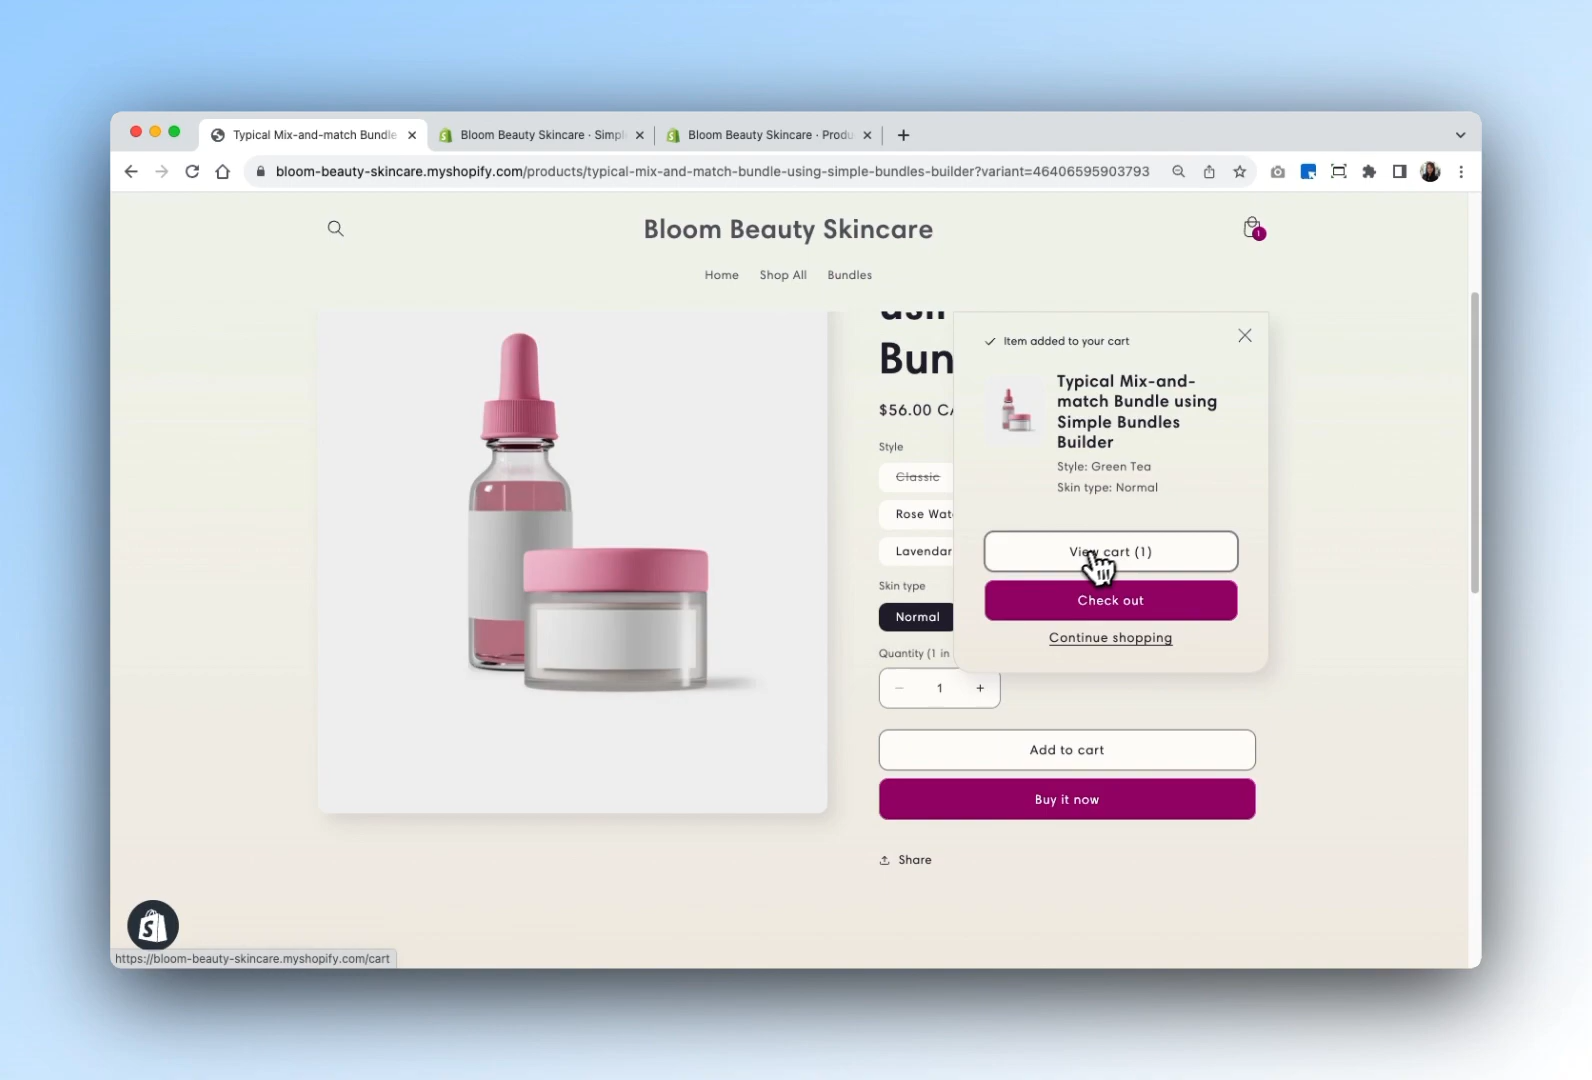 Typical Mix-and-match Bundle
Bloom Beauty Skincare · Simpl
Bloom Beauty Skincare · Produ
bloom-beauty-skincare.myshopify.com/products/typical-mix-and-match-bundle-using-simple-bundles-builder?variant=46406595903793
Bloom Beauty Skincare
1
Home Shop All Bundles
Item added to your cart
Typical Mix-and-
match Bundle using
Simple Bundles
Builder
Style: Green Tea
Skin type: Normal
View cart (1)
Check out
Continue shopping
Bun
$56.00 CA
Style
Classic
Rose Wat
Lavendar
Skin type
Normal
Quantity (1 in
1
Add to cart
Buy it now
Share
https://bloom-beauty-skincare.myshopify.com/cart